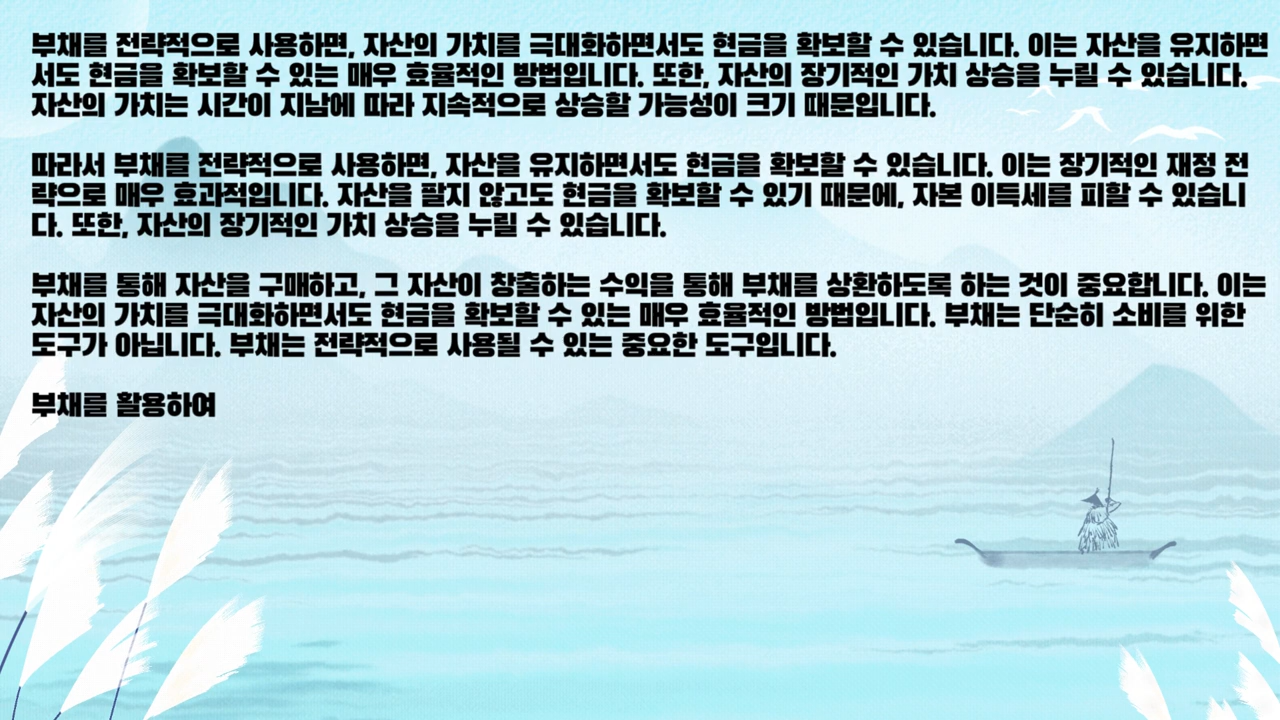 부채를 전략적으로 사용하면, 자산의 가치를 극대화하면서도 현금을 확보할 수 있습니다. 이는 자산을 유지하면
서도 현금을 확보할 수 있는 매우 효율적인 방법입니다. 또한, 자산의 장기적인 가치 상승을 누릴 수 있습니다.
자산의 가치는 시간이 지남에 따라 지속적으로 상승할 가능성이 크기 때문입니다.
따라서 부채를 전략적으로 사용하면, 자산을 유지하면서도 현금을 확보할 수 있습니다. 이는 장기적인 재정 전
략으로 매우 효과적입니다. 자산을 팔지 않고도 현금을 확보할 수 있기 때문에, 자본 이득세를 피할 수 있습니
다. 또한, 자산의 장기적인 가치 상승을 누릴 수 있습니다.
부채를 통해 자산을 구매하고, 그 자산이 창출하는 수익을 통해 부채를 상환하도록 하는 것이 중요합니다. 이는
자산의 가치를 극대화하면서도 현금을 확보할 수 있는 매우 효율적인 방법입니다. 부채는 단순히 소비를 위한
도구가 아닙니다. 부채는 전략적으로 사용될 수 있는 중요한 도구입니다.
부채를 활용하여